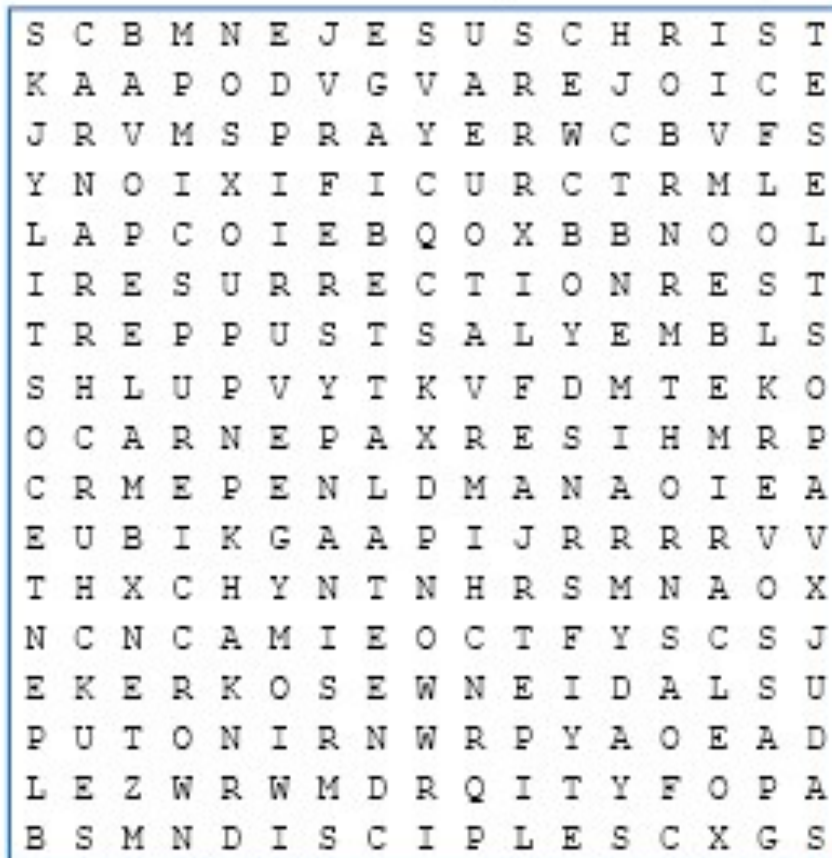 S C B M N E J E S U S C H R I S T
K A A P O D V G V A R E J O I C E
J R V M S P R A Y E R W C B V F S
Y N O I X I F I C U R C T R M L E
L A P C O I E B Q O X B B N O O L
I R E S U R R E C T I O N R E S T
T R E P P U S T S A L Y E M B L S
S H L U P V Y T K V F D M T E K O
O C A R N E P A X R E S I H M R P
C R M E P E N L D M A N A O I E A
E U B I K G A A P I J R R R R V V
T H X C H Y N T N H R S M N A O X
N C N C A M I E O C T F Y S C S J
E K E R K O S E W N E I D A L S U
P U T O N I R N W R P Y A O E A D
L E Z W R W M D R Q I T Y F O P A
B S M N D I S C I P L E S C X G S